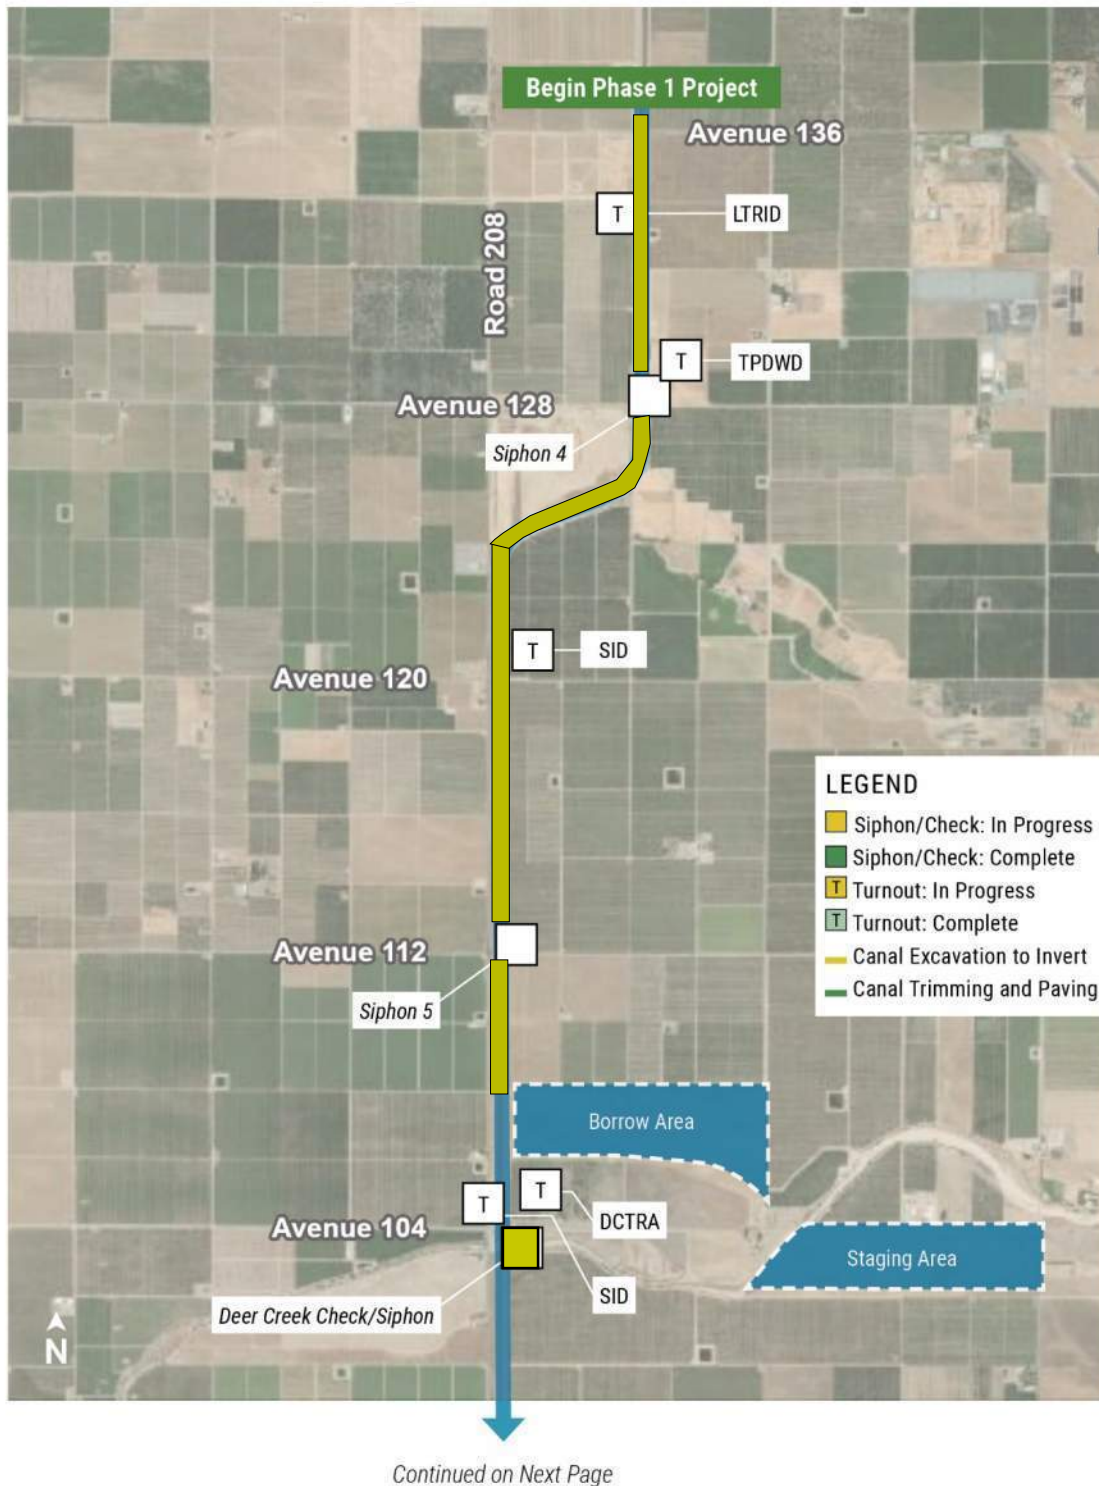 Begin Phase 1 Project
Avenue 136
T
LTRID
Road 208
T
TPDWD
Avenue 128
Siphon 4
T
SID
Avenue 120
LEGEND
Siphon/Check: In Progress
Siphon/Check: Complete
T Turnout: In Progress
T Turnout: Complete
Canal Excavation to Invert
Canal Trimming and Paving
Avenue 112
Siphon 5
Borrow Area
T
T
DCTRA
Avenue 104
Staging Area
SID
Deer Creek Check/Siphon
N
Continued on Next Page